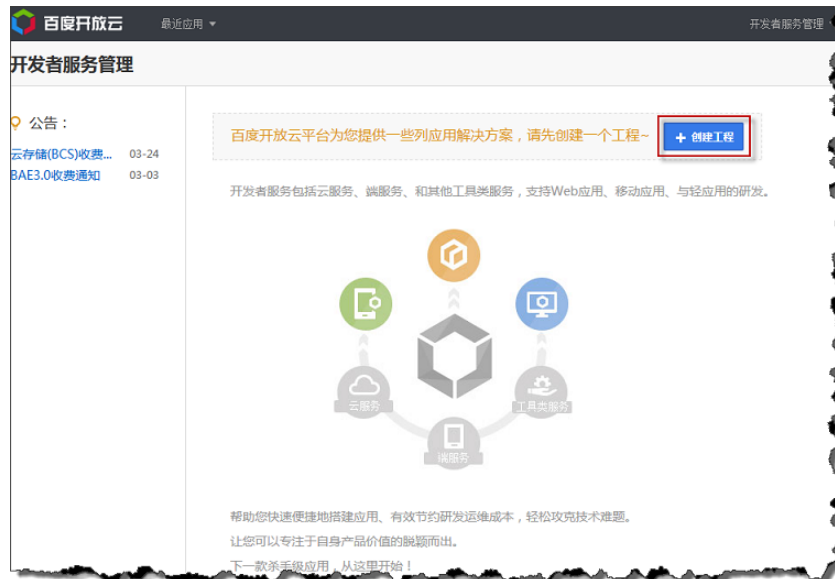 百度开放云 最近应用 开发者服务管理
开发者服务管理
公告：
云存储(BCS)收费... 03-24
BAE3.0收费通知 03-03
百度开放云平台为您提供一些列应用解决方案，请先创建一个工程~ + 创建工程
开发者服务包括云服务、端服务、和其他工具类服务，支持Web应用、移动应用、与轻应用的研发。
云服务 工具类服务
端服务
帮助您快速便捷地搭建应用、有效节约研发运维成本，轻松攻克技术难题。
让您可以专注于自身产品价值的脱颖而出。
下一款杀手级应用，从这里开始！